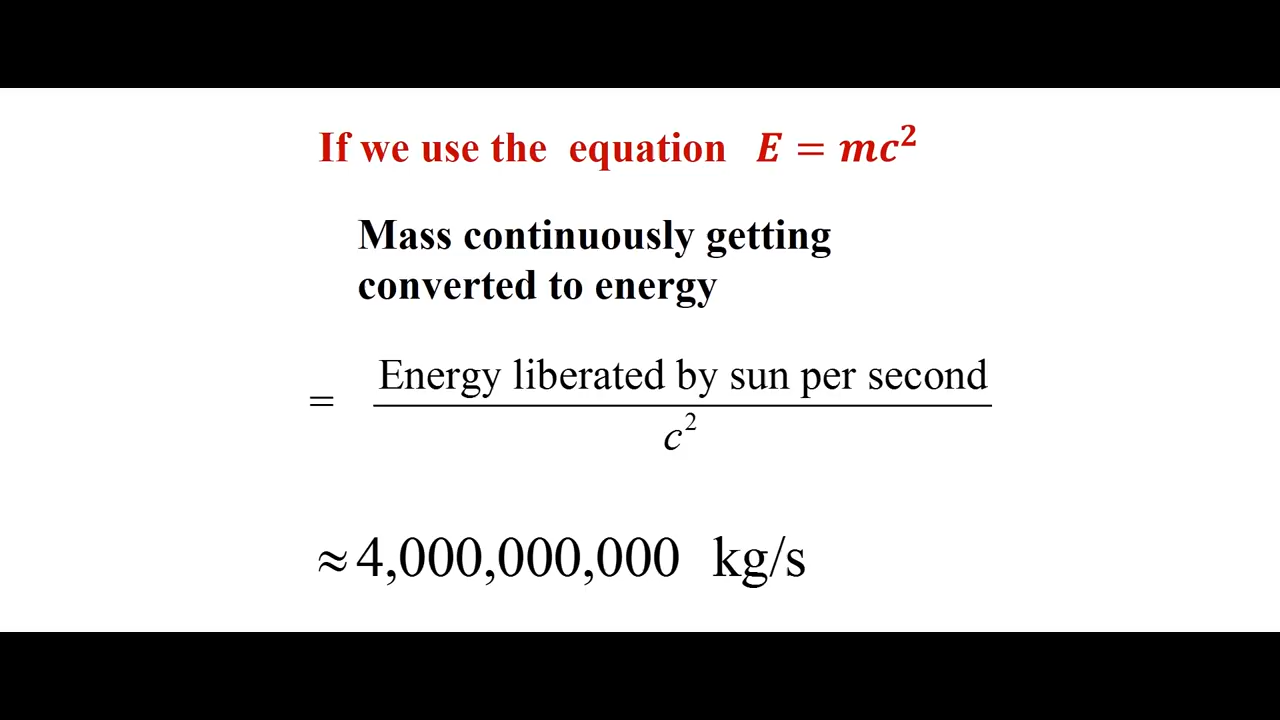 If we use the equation E = mc²
Mass continuously getting
converted to energy
= Energy liberated by sun per second
c²
≈ 4,000,000,000 kg/s